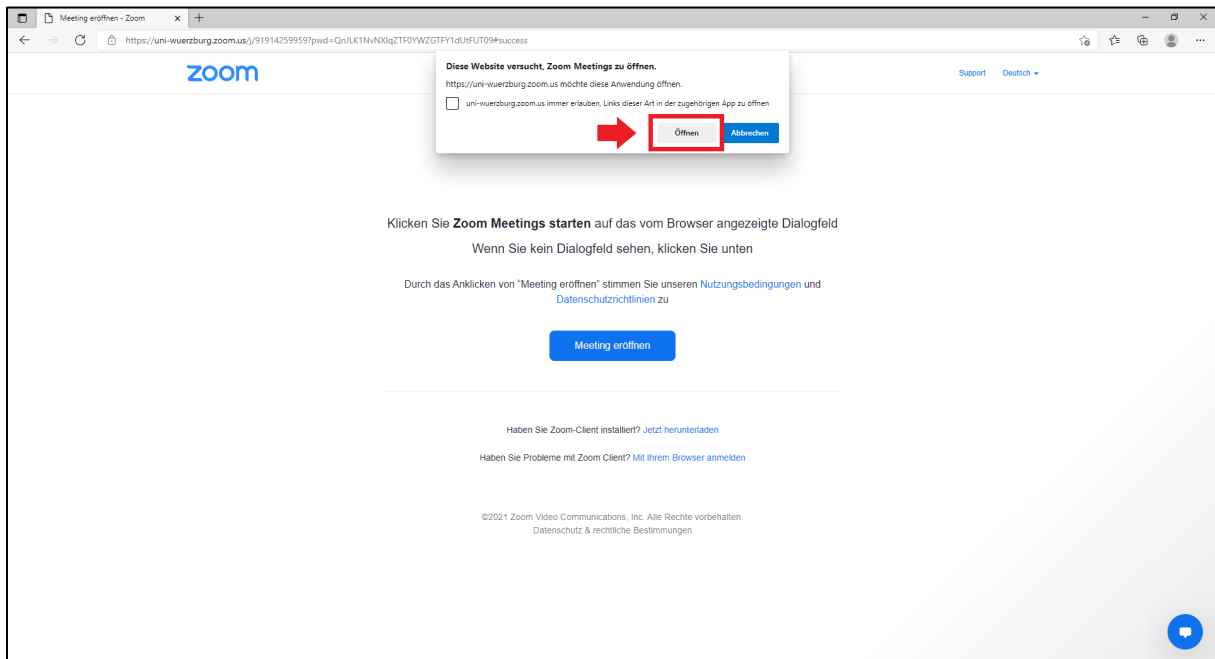 Meeting eröffnen - Zoom
https://uni-wuerzburg.zoom.us/j/91914259959?pwd=QnJLK1NvNXlqZTF0YWZGTFY1dUtFUT09#success
zoom
Support Deutsch
Diese Website versucht, Zoom Meetings zu öffnen.
https://uni-wuerzburg.zoom.us möchte diese Anwendung öffnen.
uni-wuerzburg.zoom.us immer erlauben, Links dieser Art in der zugehörigen App zu öffnen
Öffnen Abbrechen
Klicken Sie Zoom Meetings starten auf das vom Browser angezeigte Dialogfeld
Wenn Sie kein Dialogfeld sehen, klicken Sie unten
Durch das Anklicken von "Meeting eröffnen" stimmen Sie unseren Nutzungsbedingungen und
Datenschutzrichtlinien zu
Meeting eröffnen
Haben Sie Zoom-Client installiert? Jetzt herunterladen
Haben Sie Probleme mit Zoom Client? Mit Ihrem Browser anmelden
©2021 Zoom Video Communications, Inc. Alle Rechte vorbehalten.
Datenschutz & rechtliche Bestimmungen